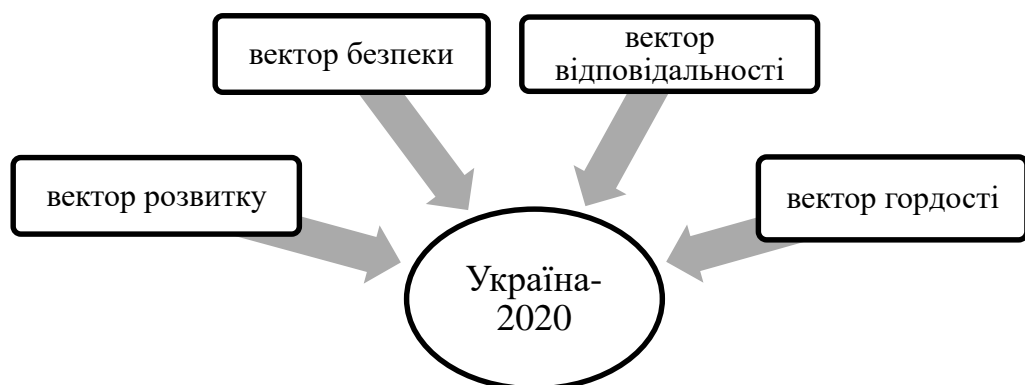 вектор безпеки
вектор
відповідальності
вектор розвитку
вектор гордості
Україна-
2020